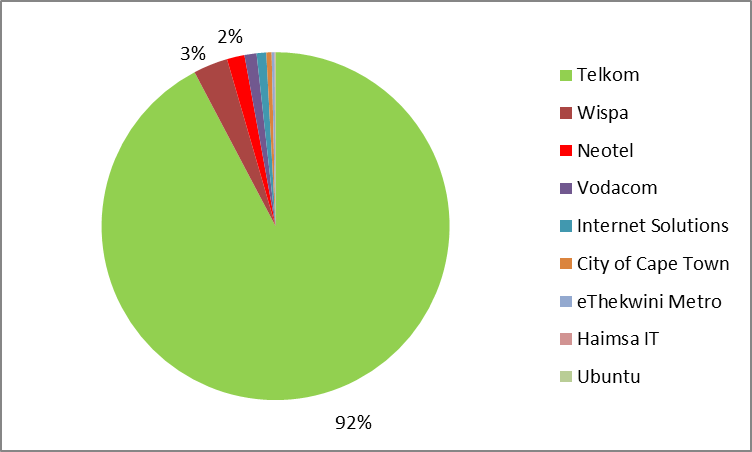 2%
3%
92%
Telkom
Wispa
Neotel
Vodacom
Internet Solutions
City of Cape Town
eThekwini Metro
Haimsa IT
Ubuntu